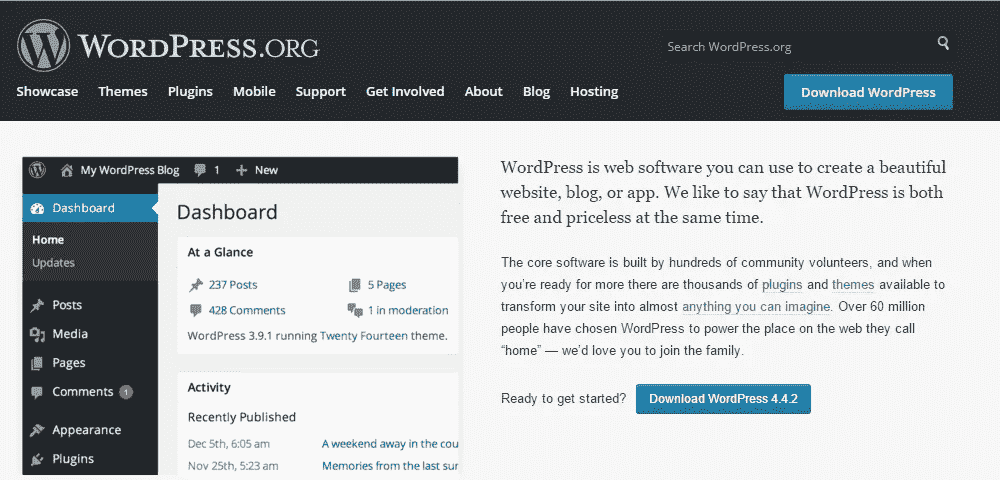 WORDPRESS.ORG
Search WordPress.org
Showcase Themes Plugins Mobile Support Get Involved About Blog Hosting
Download WordPress
My WordPress Blog 1 New
Dashboard
Home
Updates
Posts
Media
Pages
Comments 1
Appearance
Plugins
Dashboard
At a Glance
237 Posts 5 Pages
428 Comments 1 in moderation
WordPress 3.9.1 running Twenty Fourteen theme.
Activity
Recently Published
Dec 5th, 6:05 am A weekend away in the cou
Nov 25th, 5:23 am Memories from the last sur
WordPress is web software you can use to create a beautiful
website, blog, or app. We like to say that WordPress is both
free and priceless at the same time.
The core software is built by hundreds of community volunteers, and when
you’re ready for more there are thousands of plugins and themes available to
transform your site into almost anything you can imagine. Over 60 million
people have chosen WordPress to power the place on the web they call
“home” — we’d love you to join the family.
Ready to get started? Download WordPress 4.4.2